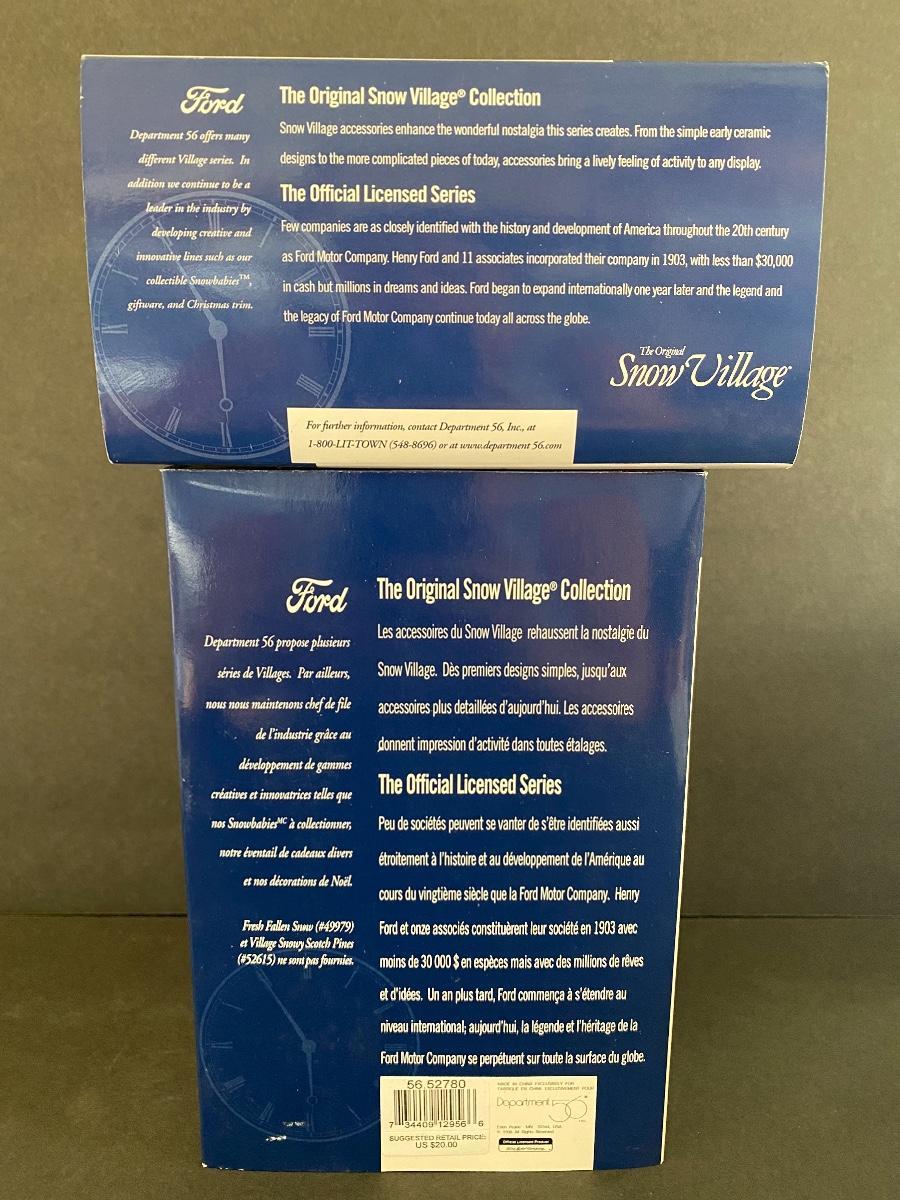 Ford
Department 56 offers many
different Village series. In
addition we continue to be a
leader in the industry by
developing creative and
innovative lines such as our
collectible Snowbabies™,
giftware, and Christmas trim.
The Original Snow Village® Collection
Snow Village accessories enhance the wonderful nostalgia this series creates. From the simple early ceramic
designs to the more complicated pieces of today, accessories bring a lively feeling of activity to any display.
The Official Licensed Series
Few companies are as closely identified with the history and development of America throughout the 20th century
as Ford Motor Company. Henry Ford and 11 associates incorporated their company in 1903, with less than $30,000
in cash but millions in dreams and ideas. Ford began to expand internationally one year later and the legend and
the legacy of Ford Motor Company continue today all across the globe.
The Original
Snow Village
For further information, contact Department 56, Inc., at
1-800-LIT-TOWN (548-8696) or at www.department 56.com
Ford
Department 56 propose plusieurs
séries de Villages. Par ailleurs,
nous nous maintenons chef de file
de l'industrie grâce au
développement de gammes
créatives et innovatrices telles que
nos Snowbabies MC à collectionner,
notre éventail de cadeaux divers
et nos décorations de Noël.
Fresh Fallen Snow (#49979)
et Village Snowy Scotch Pines
(#52615) ne sont pas fournies.
The Original Snow Village® Collection
Les accessoires du Snow Village rehaussent la nostalgie du
Snow Village. Dès premiers designs simples, jusqu'aux
accessoires plus detaillées d'aujourd'hui. Les accessoires
donnent impression d'activité dans toutes étalages.
The Official Licensed Series
Peu de sociétés peuvent se vanter de s'être identifiées aussi
étroitement à l'histoire et au développement de l'Amérique au
cours du vingtième siècle que la Ford Motor Company. Henry
Ford et onze associés constituèrent leur société en 1903 avec
moins de 30 000 $ en espèces mais avec des millions de rêves
et d'idées. Un an plus tard, Ford commença à s'étendre au
niveau international; aujourd'hui, la légende et l'héritage de la
Ford Motor Company se perpétuent sur toute la surface du globe.
56.52780
7 34409 12956 6
SUGGESTED RETAIL PRICE
US $20.00
MADE IN CHINA EXCLUSIVELY FOR
FABRIQUÉ EN CHINE EXCLUSIVEMENT POUR
Department 56
All Rights Reserved
Official Licensed Product